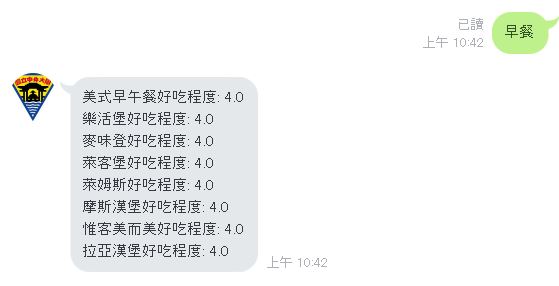 已讀
上午 10:42
早餐
美式早午餐好吃程度: 4.0
樂活堡好吃程度: 4.0
麥味登好吃程度: 4.0
萊客堡好吃程度: 4.0
萊姆斯好吃程度: 4.0
摩斯漢堡好吃程度: 4.0
惟客美而美好吃程度: 4.0
拉亞漢堡好吃程度: 4.0
上午 10:42